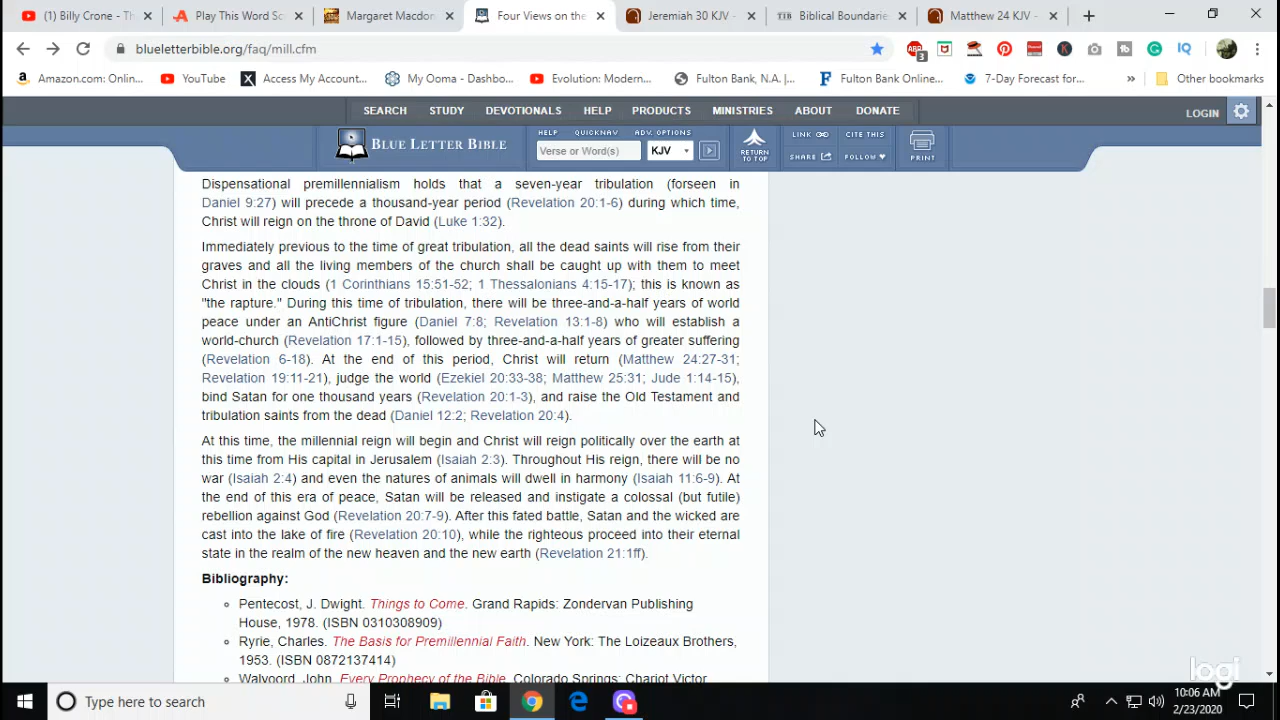 (1) Billy Crone - Th
Play This Word Sc
Margaret Macdon
Four Views on the
Jeremiah 30 KJV -
Biblical Boundarie
Matthew 24 KJV -
blueletterbible.org/faq/mill.cfm
ABP
3
IQ
Amazon.com: Onlin...
YouTube
Access My Account...
My Ooma - Dashbo...
Evolution: Modern...
Fulton Bank, N.A. |...
Fulton Bank Online...
7-Day Forecast for...
»
Other bookmarks
SEARCH STUDY DEVOTIONALS HELP PRODUCTS MINISTRIES ABOUT DONATE
LOGIN
BLUE LETTER BIBLE
HELP QUICKNAV ADV. OPTIONS
Verse or Word(s)
KJV
RETURN TO TOP
LINK
CITE THIS
SHARE
FOLLOW
PRINT
Dispensational premillennialism holds that a seven-year tribulation (forseen in
Daniel 9:27) will precede a thousand-year period (Revelation 20:1-6) during which time,
Christ will reign on the throne of David (Luke 1:32).
Immediately previous to the time of great tribulation, all the dead saints will rise from their
graves and all the living members of the church shall be caught up with them to meet
Christ in the clouds (1 Corinthians 15:51-52; 1 Thessalonians 4:15-17); this is known as
"the rapture." During this time of tribulation, there will be three-and-a-half years of world
peace under an AntiChrist figure (Daniel 7:8; Revelation 13:1-8) who will establish a
world-church (Revelation 17:1-15), followed by three-and-a-half years of greater suffering
(Revelation 6-18). At the end of this period, Christ will return (Matthew 24:27-31;
Revelation 19:11-21), judge the world (Ezekiel 20:33-38; Matthew 25:31; Jude 1:14-15),
bind Satan for one thousand years (Revelation 20:1-3), and raise the Old Testament and
tribulation saints from the dead (Daniel 12:2; Revelation 20:4).
At this time, the millennial reign will begin and Christ will reign politically over the earth at
this time from His capital in Jerusalem (Isaiah 2:3). Throughout His reign, there will be no
war (Isaiah 2:4) and even the natures of animals will dwell in harmony (Isaiah 11:6-9). At
the end of this era of peace, Satan will be released and instigate a colossal (but futile)
rebellion against God (Revelation 20:7-9). After this fated battle, Satan and the wicked are
cast into the lake of fire (Revelation 20:10), while the righteous proceed into their eternal
state in the realm of the new heaven and the new earth (Revelation 21:1ff).
Bibliography:
Pentecost, J. Dwight. Things to Come. Grand Rapids: Zondervan Publishing
House, 1978. (ISBN 0310308909)
Ryrie, Charles. The Basis for Premillennial Faith. New York: The Loizeaux Brothers,
1953. (ISBN 0872137414)
Walvoord, John. Every Prophecy of the Bible. Colorado Springs: Chariot Victor
logi
Type here to search
10:06 AM
2/23/2020